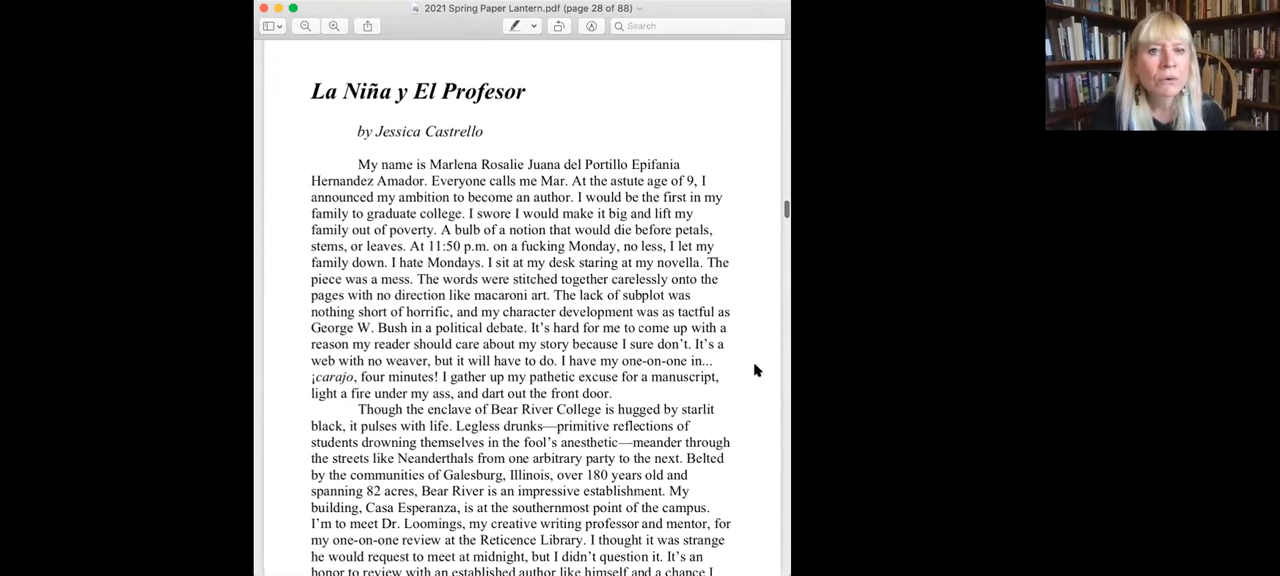 2021 Spring Paper Lantern.pdf (page 28 of 88)
Search
La Niña y El Profesor
by Jessica Castrello
My name is Marlena Rosalie Juana del Portillo Epifania
Hernandez Amador. Everyone calls me Mar. At the astute age of 9, I
announced my ambition to become an author. I would be the first in my
family to graduate college. I swore I would make it big and lift my
family out of poverty. A bulb of a notion that would die before petals,
stems, or leaves. At 11:50 p.m. on a fucking Monday, no less, I let my
family down. I hate Mondays. I sit at my desk staring at my novella. The
piece was a mess. The words were stitched together carelessly onto the
pages with no direction like macaroni art. The lack of subplot was
nothing short of horrific, and my character development was as tactful as
George W. Bush in a political debate. It's hard for me to come up with a
reason my reader should care about my story because I sure don't. It's a
web with no weaver, but it will have to do. I have my one-on-one in...
¡carajo, four minutes! I gather up my pathetic excuse for a manuscript,
light a fire under my ass, and dart out the front door.
Though the enclave of Bear River College is hugged by starlit
black, it pulses with life. Legless drunks—primitive reflections of
students drowning themselves in the fool's anesthetic—meander through
the streets like Neanderthals from one arbitrary party to the next. Belted
by the communities of Galesburg, Illinois, over 180 years old and
spanning 82 acres, Bear River is an impressive establishment. My
building, Casa Esperanza, is at the southernmost point of the campus.
I'm to meet Dr. Loomings, my creative writing professor and mentor, for
my one-on-one review at the Reticence Library. I thought it was strange
he would request to meet at midnight, but I didn't question it. It's an
honor to review with an established author like himself and a chance I